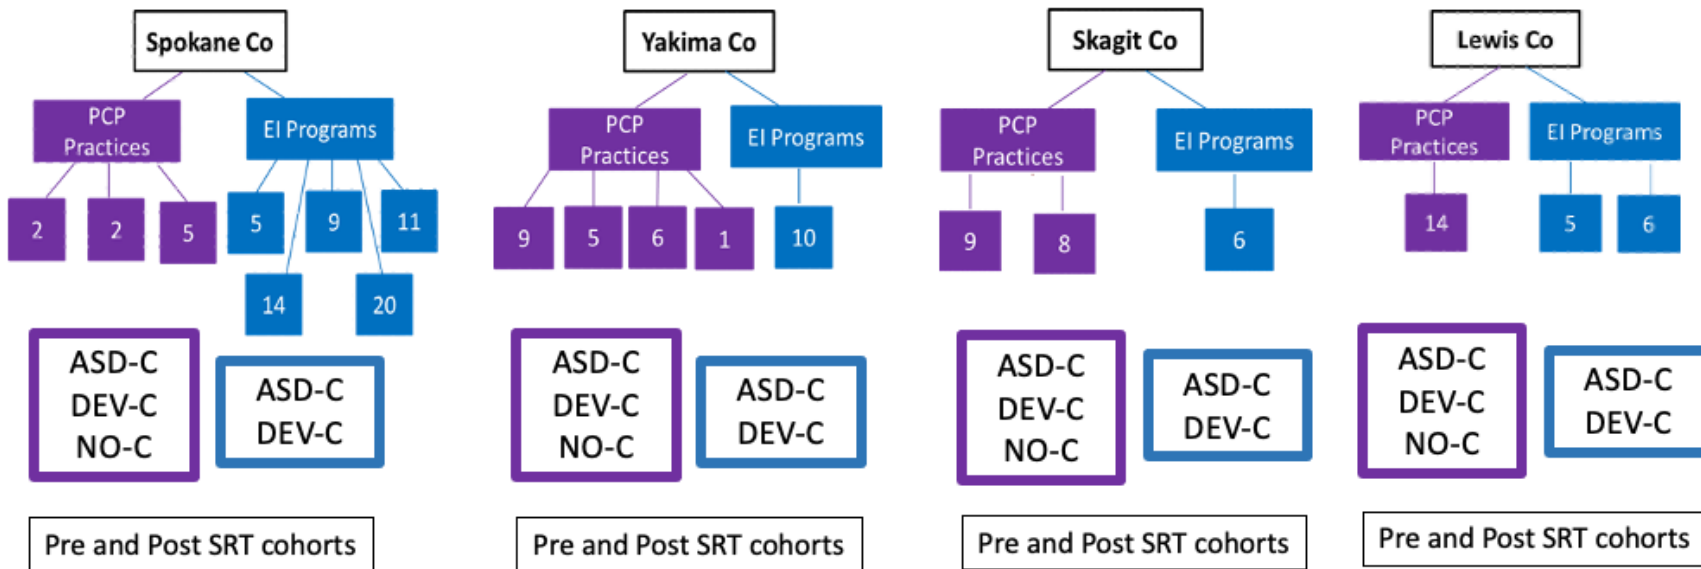 Spokane Co
PCP
Practices
EI Programs
2
2
5
5
9
11
14
20
ASD-C
DEV-C
NO-C
ASD-C
DEV-C
Pre and Post SRT cohorts
Yakima Co
PCP
Practices
EI Programs
9
5
6
1
10
ASD-C
DEV-C
NO-C
ASD-C
DEV-C
Pre and Post SRT cohorts
Skagit Co
PCP
Practices
EI Programs
9
8
6
ASD-C
DEV-C
NO-C
ASD-C
DEV-C
Pre and Post SRT cohorts
Lewis Co
PCP
Practices
EI Programs
14
5
6
ASD-C
DEV-C
NO-C
ASD-C
DEV-C
Pre and Post SRT cohorts